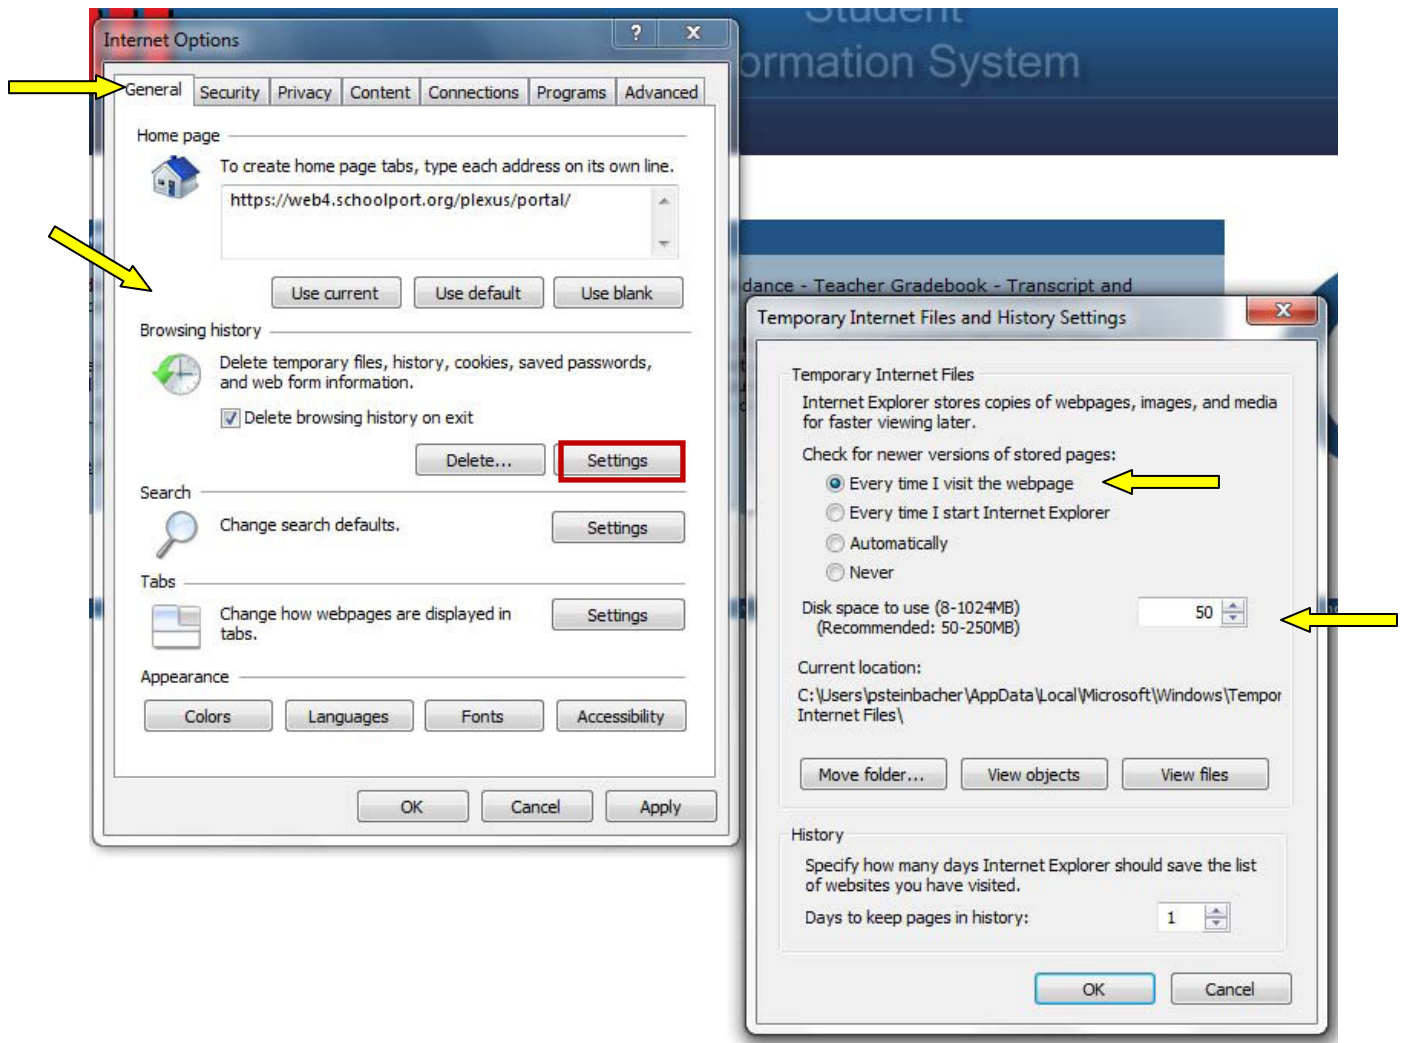 Student
ormation System
Internet Options
?
X
General Security Privacy Content Connections Programs Advanced
Home page
To create home page tabs, type each address on its own line.
https://web4.schoolport.org/plexus/portal/
Use current Use default Use blank
Browsing history
Delete temporary files, history, cookies, saved passwords,
and web form information.
Delete browsing history on exit
Delete... Settings
Search
Change search defaults.
Settings
Tabs
Change how webpages are displayed in
tabs.
Settings
Appearance
Colors Languages Fonts Accessibility
OK Cancel Apply
dance - Teacher Gradebook - Transcript and
Temporary Internet Files and History Settings
X
Temporary Internet Files
Internet Explorer stores copies of webpages, images, and media
for faster viewing later.
Check for newer versions of stored pages:
Every time I visit the webpage
Every time I start Internet Explorer
Automatically
Never
Disk space to use (8-1024MB)
(Recommended: 50-250MB)
50
Current location:
C:\Users\psteinbacher\AppData\Local\Microsoft\Windows\Tempor
Internet Files\
Move folder... View objects View files
History
Specify how many days Internet Explorer should save the list
of websites you have visited.
Days to keep pages in history: 1
OK Cancel